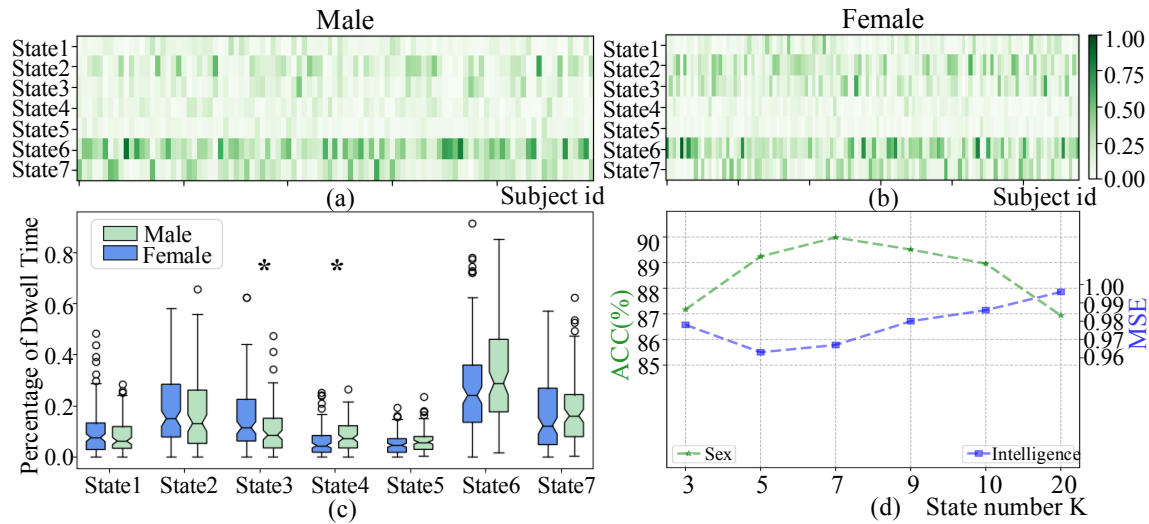 Male
State1
State2
State3
State4
State5
State6
State7
Subject id
(a)
Female
State1
State2
State3
State4
State5
State6
State7
Subject id
(b)
1.00
0.75
0.50
0.25
0.00
Percentage of Dwell Time
0.8
0.6
0.4
0.2
0.0
Male
Female
*
*
State1 State2 State3 State4 State5 State6 State7
(c)
ACC(%)
90
89
88
87
86
85
1.00
0.99
0.98
0.97
0.96
MSE
Sex
Intelligence
3 5 7 9 10 20
(d)
State number K